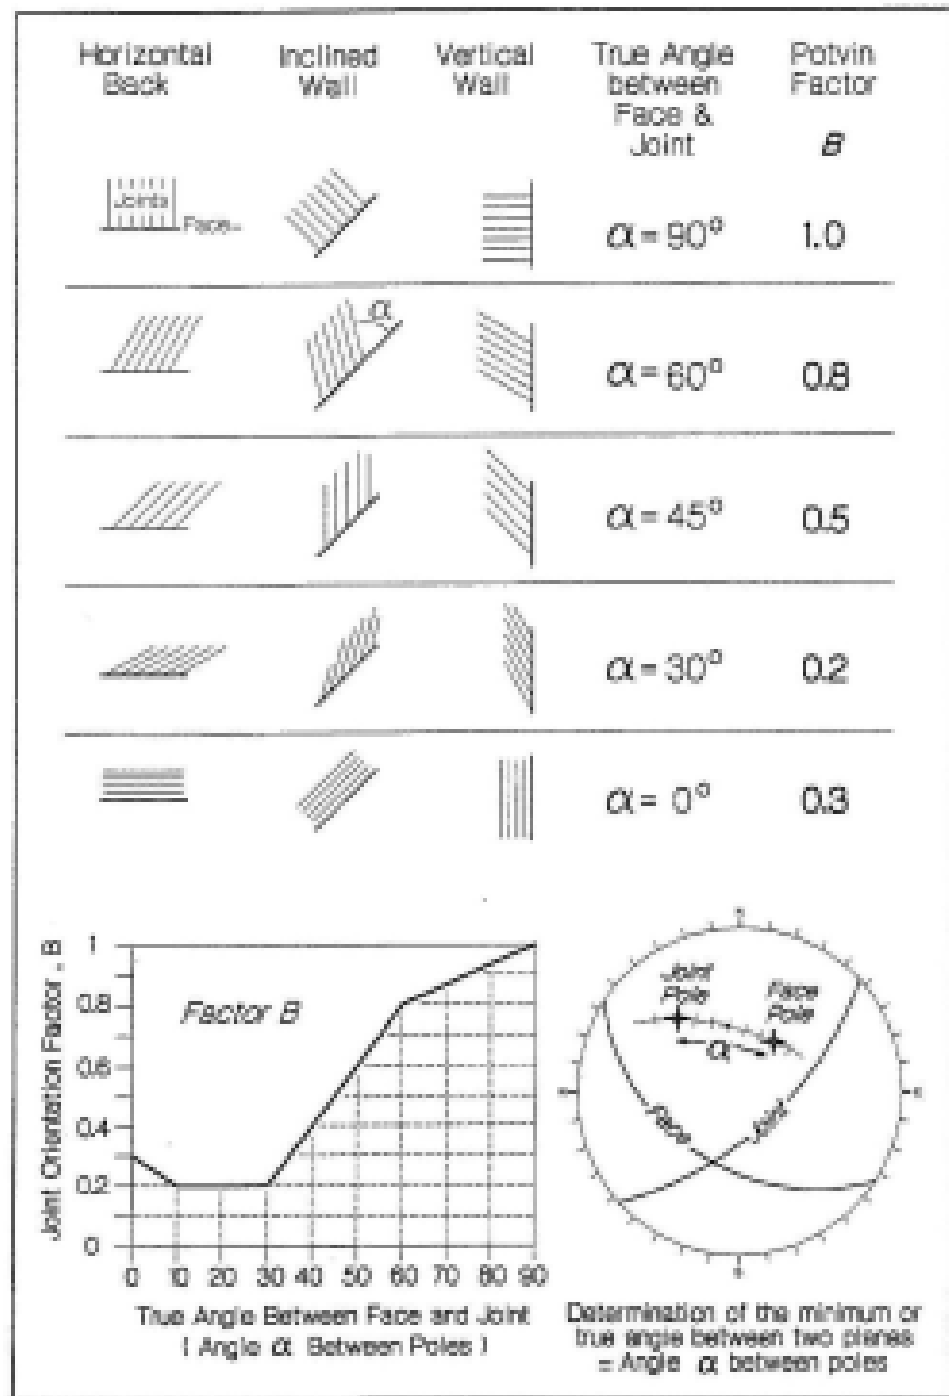 Horizontal Back
Inclined Wall
Vertical Wall
True Angle between Face & Joint
Potvin Factor B
Joints
Face
α = 90° 1.0
α
α = 60° 0.8
α = 45° 0.5
α = 30° 0.2
α = 0° 0.3
Joint Orientation Factor, B
1
0.8
0.6
0.4
0.2
0
Factor B
0 10 20 30 40 50 60 70 80 90
True Angle Between Face and Joint
( Angle α Between Poles )
Joint Pole
Face Pole
α
Face
Joint
Determination of the minimum or
true angle between two planes
= Angle α between poles